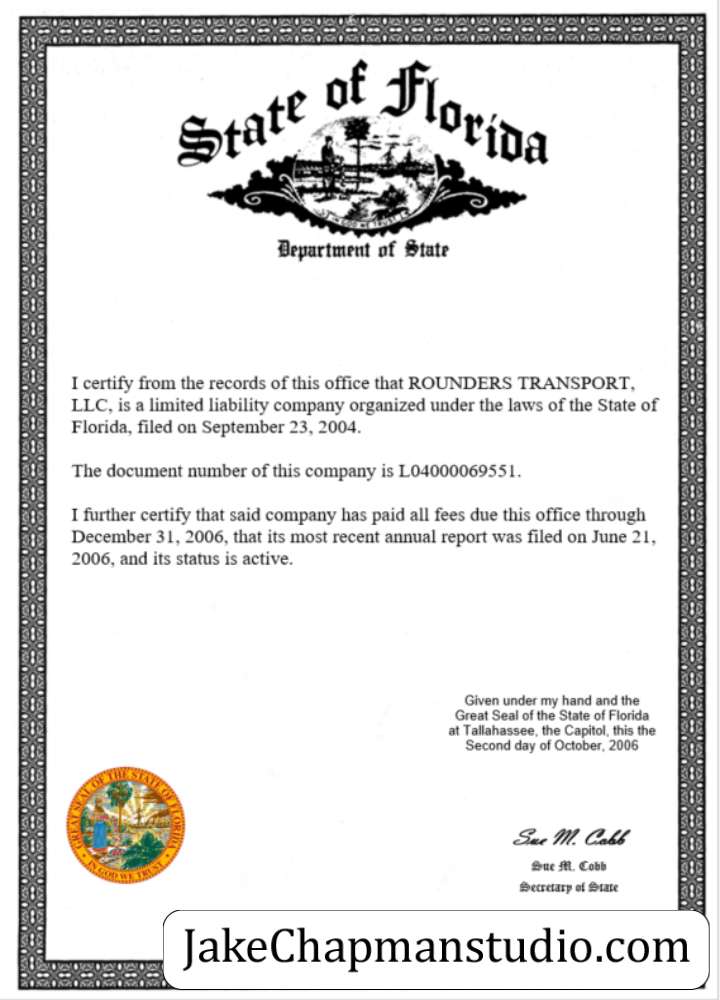 State of Florida
IN GOD WE TRUST
Department of State
I certify from the records of this office that ROUNDERS TRANSPORT,
LLC, is a limited liability company organized under the laws of the State of
Florida, filed on September 23, 2004.
The document number of this company is L04000069551.
I further certify that said company has paid all fees due this office through
December 31, 2006, that its most recent annual report was filed on June 21,
2006, and its status is active.
Given under my hand and the
Great Seal of the State of Florida
at Tallahassee, the Capitol, this the
Second day of October, 2006
GREAT SEAL OF THE STATE OF FLORIDA
IN GOD WE TRUST
Sue M. Cobb
Sue M. Cobb
Secretary of State
JakeChapmanstudio.com